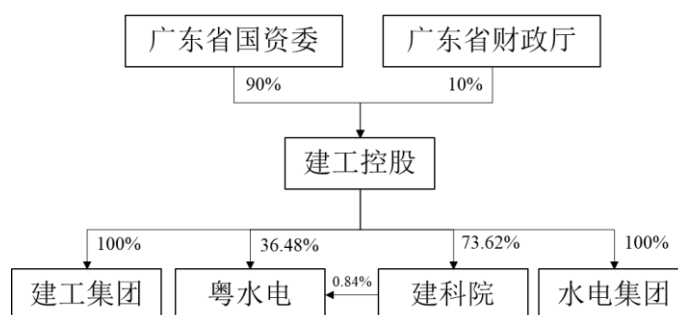 广东省国资委
广东省财政厅
90%
10%
建工控股
100%
36.48%
73.62%
100%
建工集团
粤水电
0.84%
建科院
水电集团